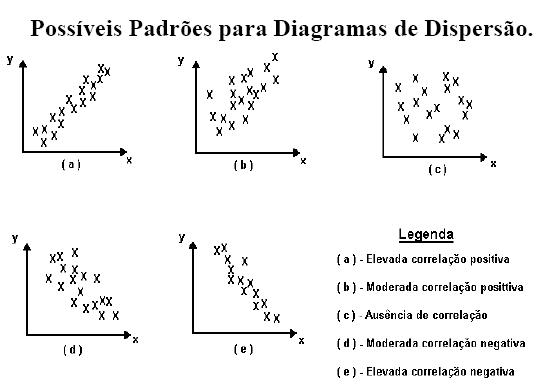 Possíveis Padrões para Diagramas de Dispersão.
y
x
( a )
y
x
( b )
y
x
( c )
y
x
( d )
y
x
( e )
Legenda
( a ) - Elevada correlação positiva
( b ) - Moderada correlação posittiva
( c ) - Ausência de correlação
( d ) - Moderada correlação negativa
( e ) - Elevada correlação negativa